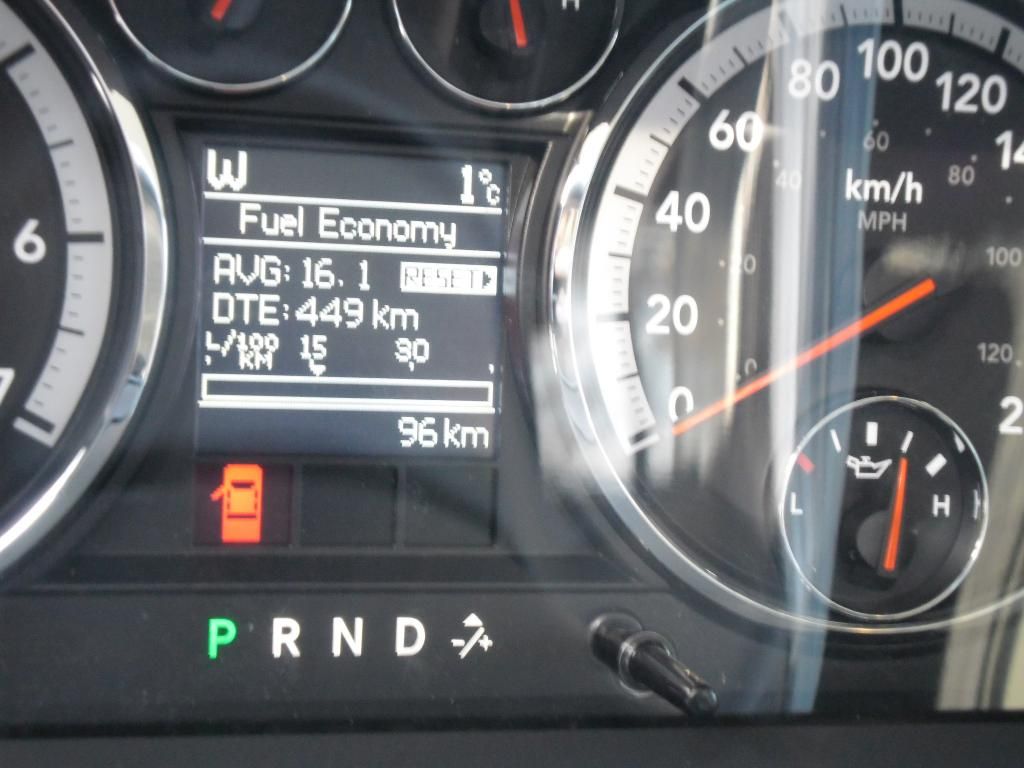 H
W 1°C
Fuel Economy
AVG: 16.1 RESET
DTE: 449 km
L/100 KM 15 30
96 km
P R N D -/+
6
7
0 20 40 60 80 100 120
20 40 60 80 100 120
km/h
MPH
L H